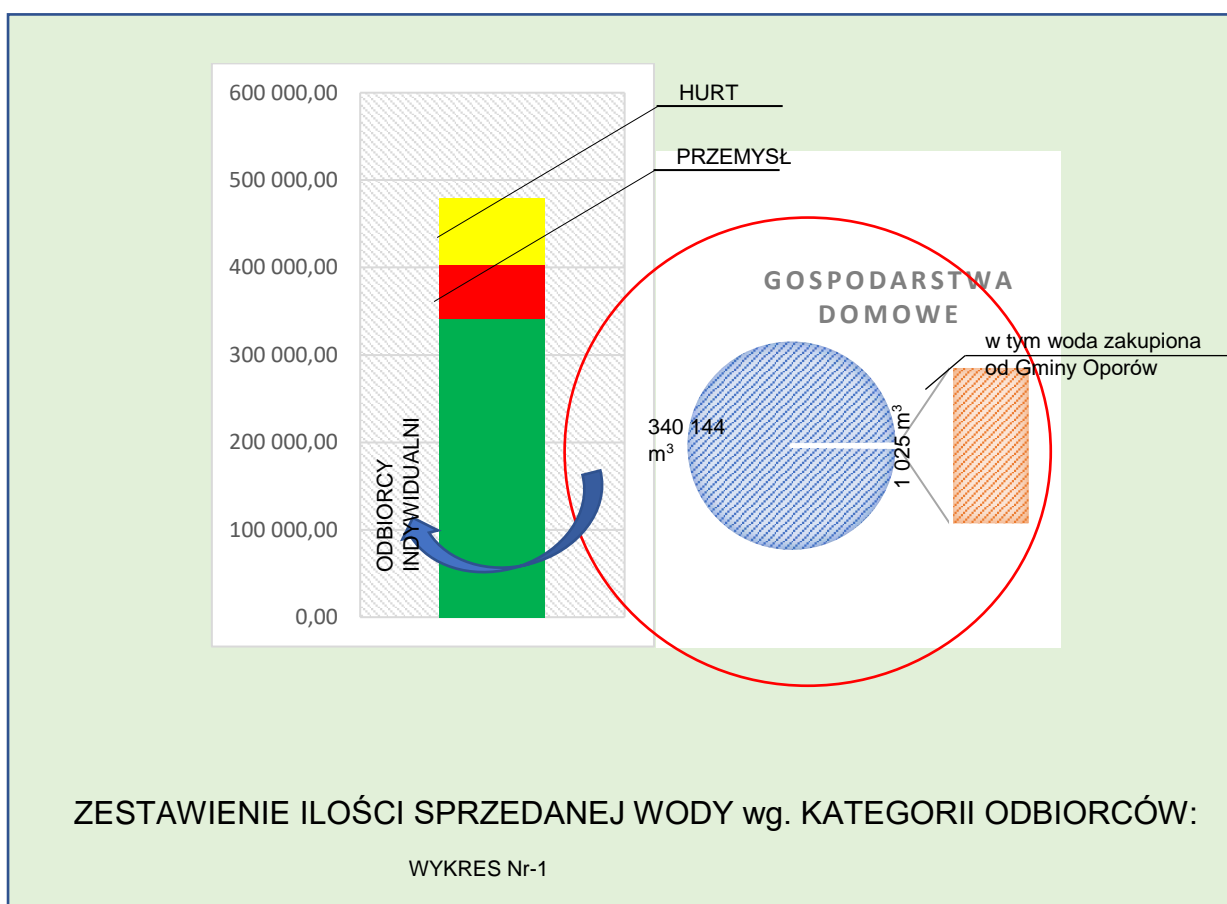 600 000,00
500 000,00
400 000,00
300 000,00
200 000,00
100 000,00
0,00
HURT
PRZEMYSŁ
ODBIORCY
INDYWIDUALNI
GOSPODARSTWA
DOMOWE
w tym woda zakupiona
od Gminy Oporów
340 144
m³
1 025 m³
ZESTAWIENIE ILOŚCI SPRZEDANEJ WODY wg. KATEGORII ODBIORCÓW:
WYKRES Nr-1